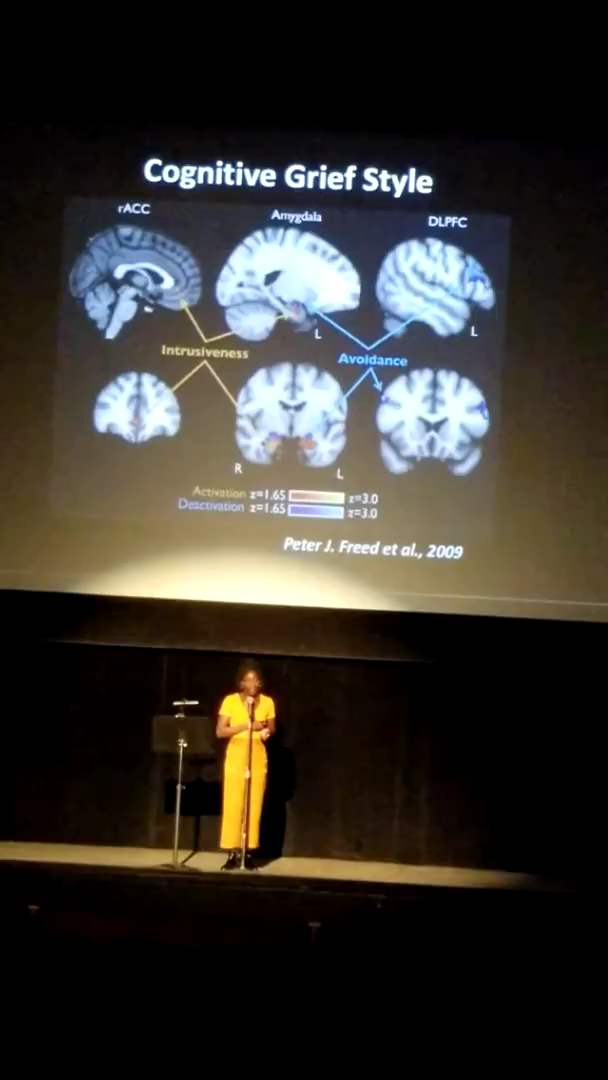 Cognitive Grief Style
rACC
Amygdala
DLPFC
L
L
Intrusiveness
Avoidance
R
L
Activation z=1.65 z=3.0
Desctivation z=1.65 z=3.0
Peter J. Freed et al., 2009